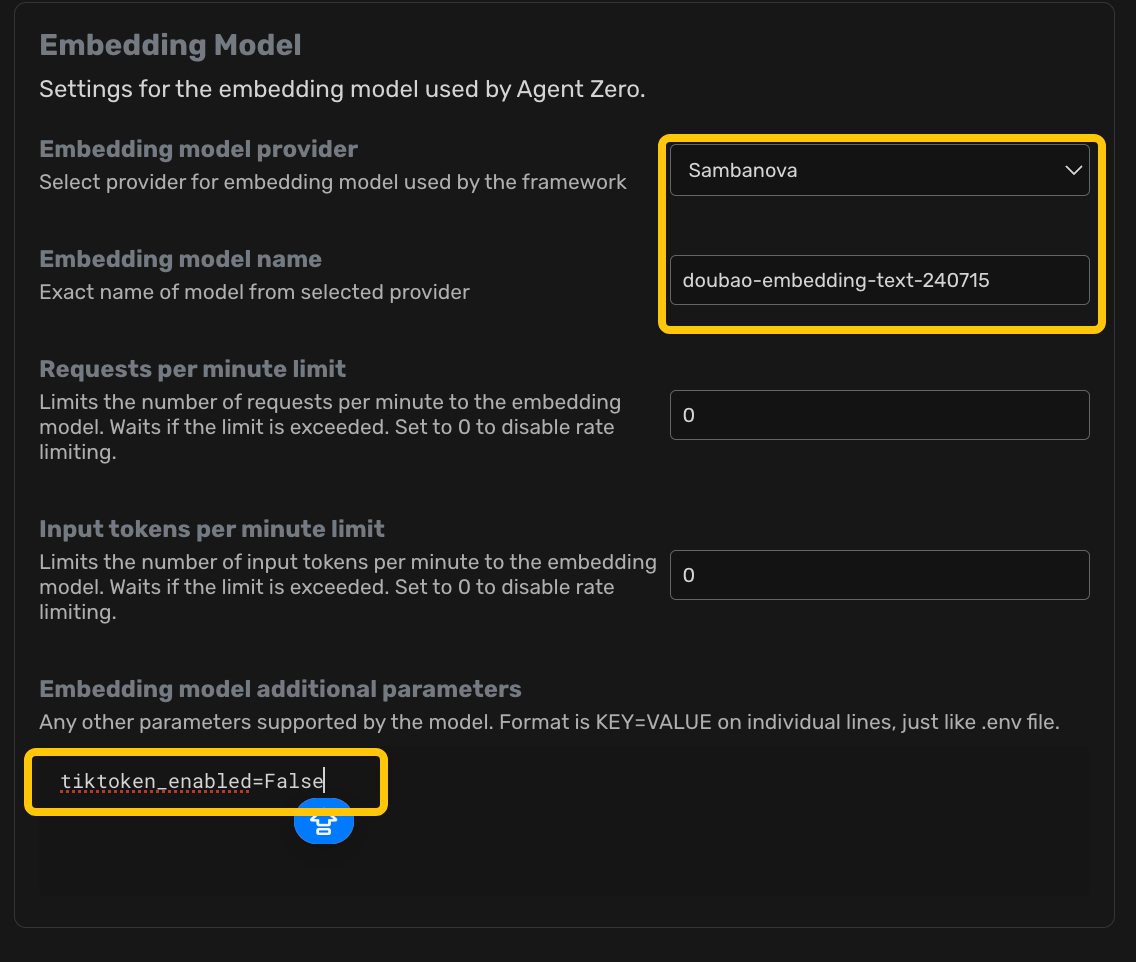 Embedding Model
Settings for the embedding model used by Agent Zero.
Embedding model provider
Select provider for embedding model used by the framework
Sambanova
Embedding model name
Exact name of model from selected provider
doubao-embedding-text-240715
Requests per minute limit
Limits the number of requests per minute to the embedding
model. Waits if the limit is exceeded. Set to 0 to disable rate
limiting.
0
Input tokens per minute limit
Limits the number of input tokens per minute to the embedding
model. Waits if the limit is exceeded. Set to 0 to disable rate
limiting.
0
Embedding model additional parameters
Any other parameters supported by the model. Format is KEY=VALUE on individual lines, just like .env file.
tiktoken_enabled=False